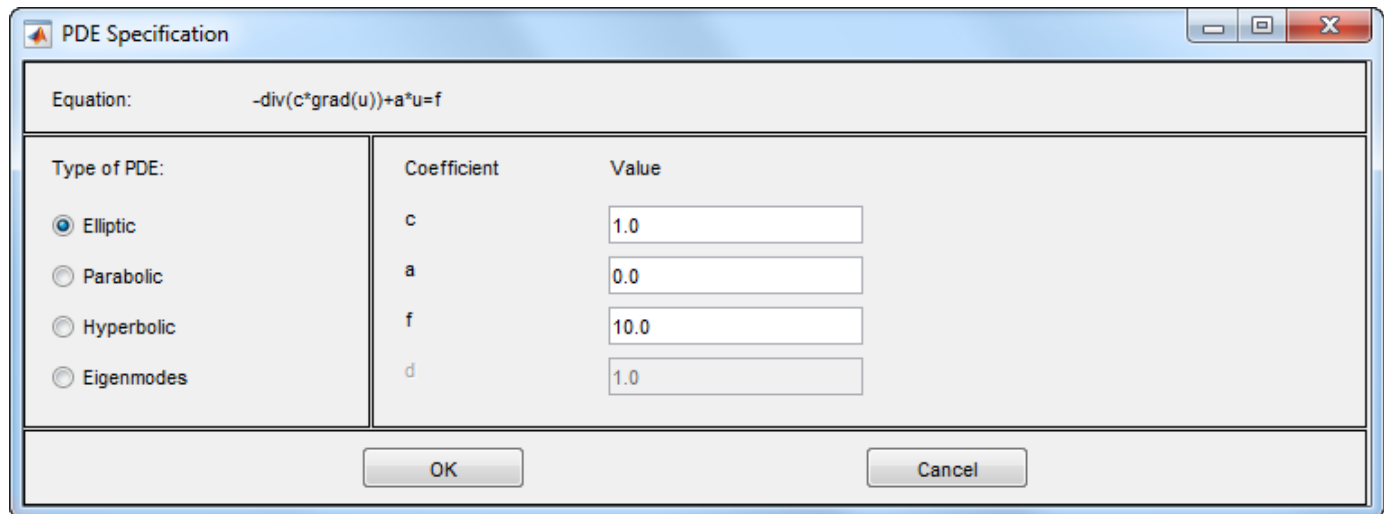 PDE Specification
Equation: -div(c*grad(u))+a*u=f
Type of PDE:
Elliptic
Parabolic
Hyperbolic
Eigenmodes
Coefficient Value
c 1.0
a 0.0
f 10.0
d 1.0
OK Cancel